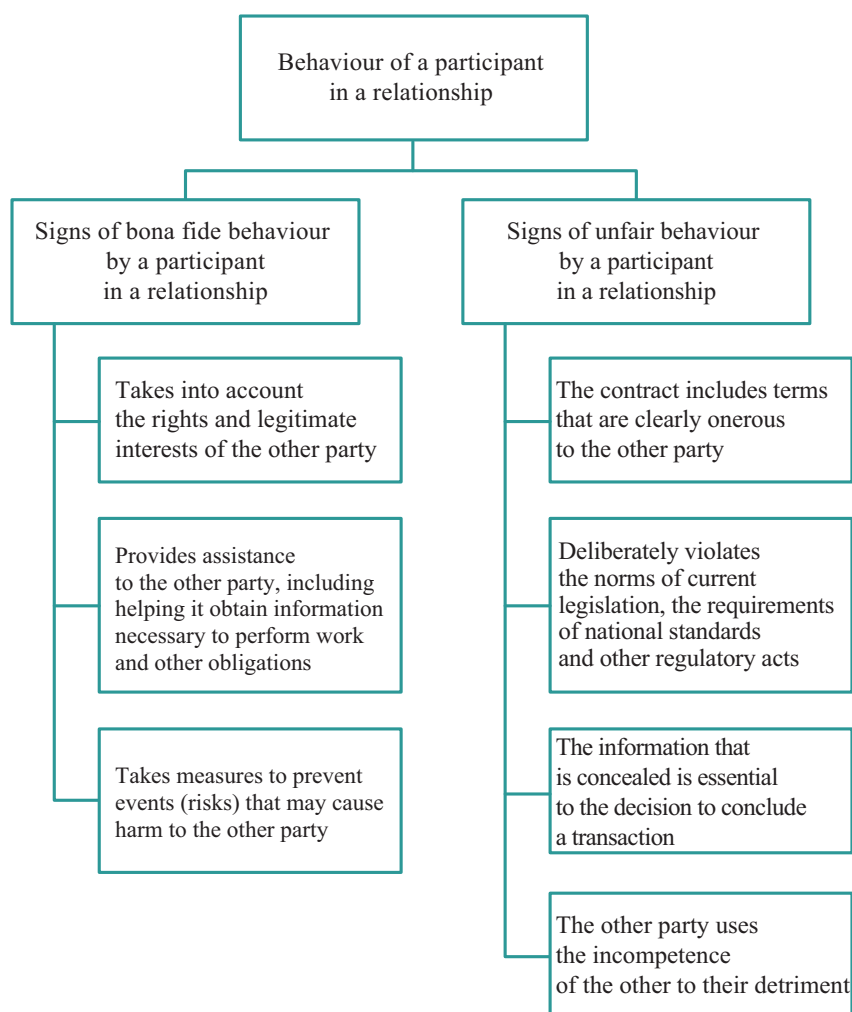 Behaviour of a participant
in a relationship
Signs of bona fide behaviour
by a participant
in a relationship
Takes into account
the rights and legitimate
interests of the other party
Provides assistance
to the other party, including
helping it obtain information
necessary to perform work
and other obligations
Takes measures to prevent
events (risks) that may cause
harm to the other party
Signs of unfair behaviour
by a participant
in a relationship
The contract includes terms
that are clearly onerous
to the other party
Deliberately violates
the norms of current
legislation, the requirements
of national standards
and other regulatory acts
The information that
is concealed is essential
to the decision to conclude
a transaction
The other party uses
the incompetence
of the other to their detriment